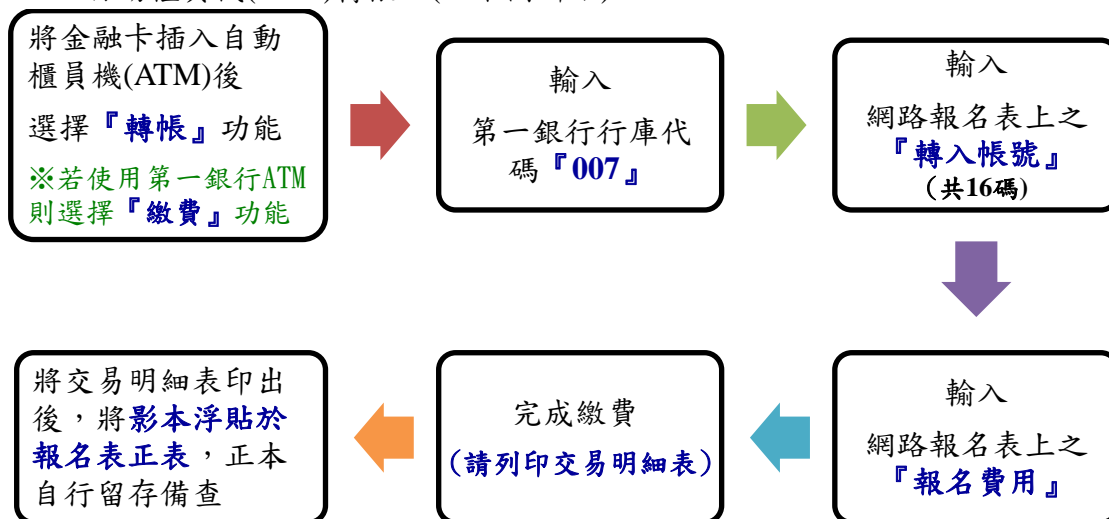 將金融卡插入自動
櫃員機(ATM)後
選擇『轉帳』功能
※若使用第一銀行ATM
則選擇『繳費』功能
輸入
第一銀行行庫代
碼『007』
輸入
網路報名表上之
『轉入帳號』
(共16碼)
輸入
網路報名表上之
『報名費用』
完成繳費
(請列印交易明細表)
將交易明細表印出
後，將影本浮貼於
報名表正表，正本
自行留存備查